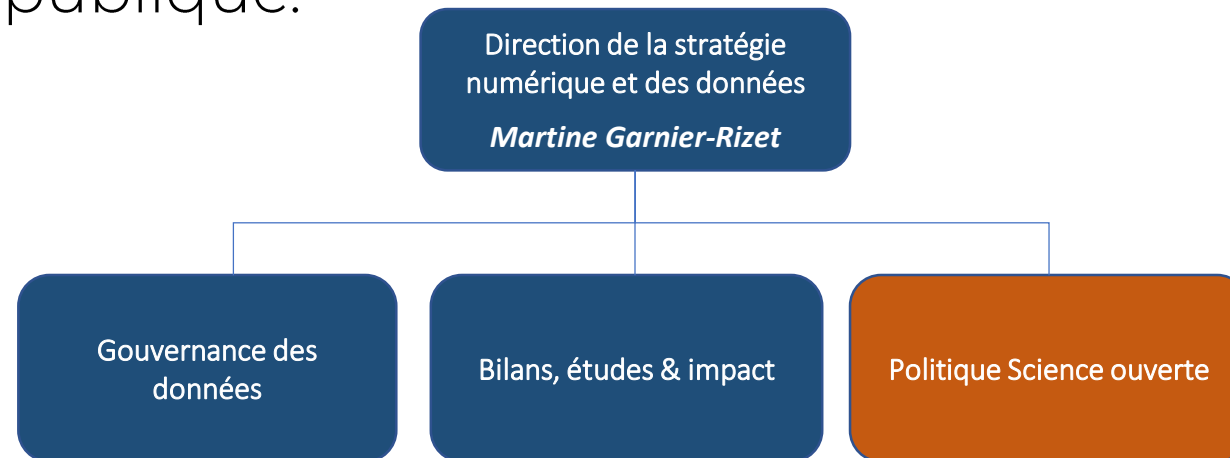 publique.
Direction de la stratégie
numérique et des données
Martine Garnier-Rizet
Gouvernance des
données
Bilans, études & impact
Politique Science ouverte